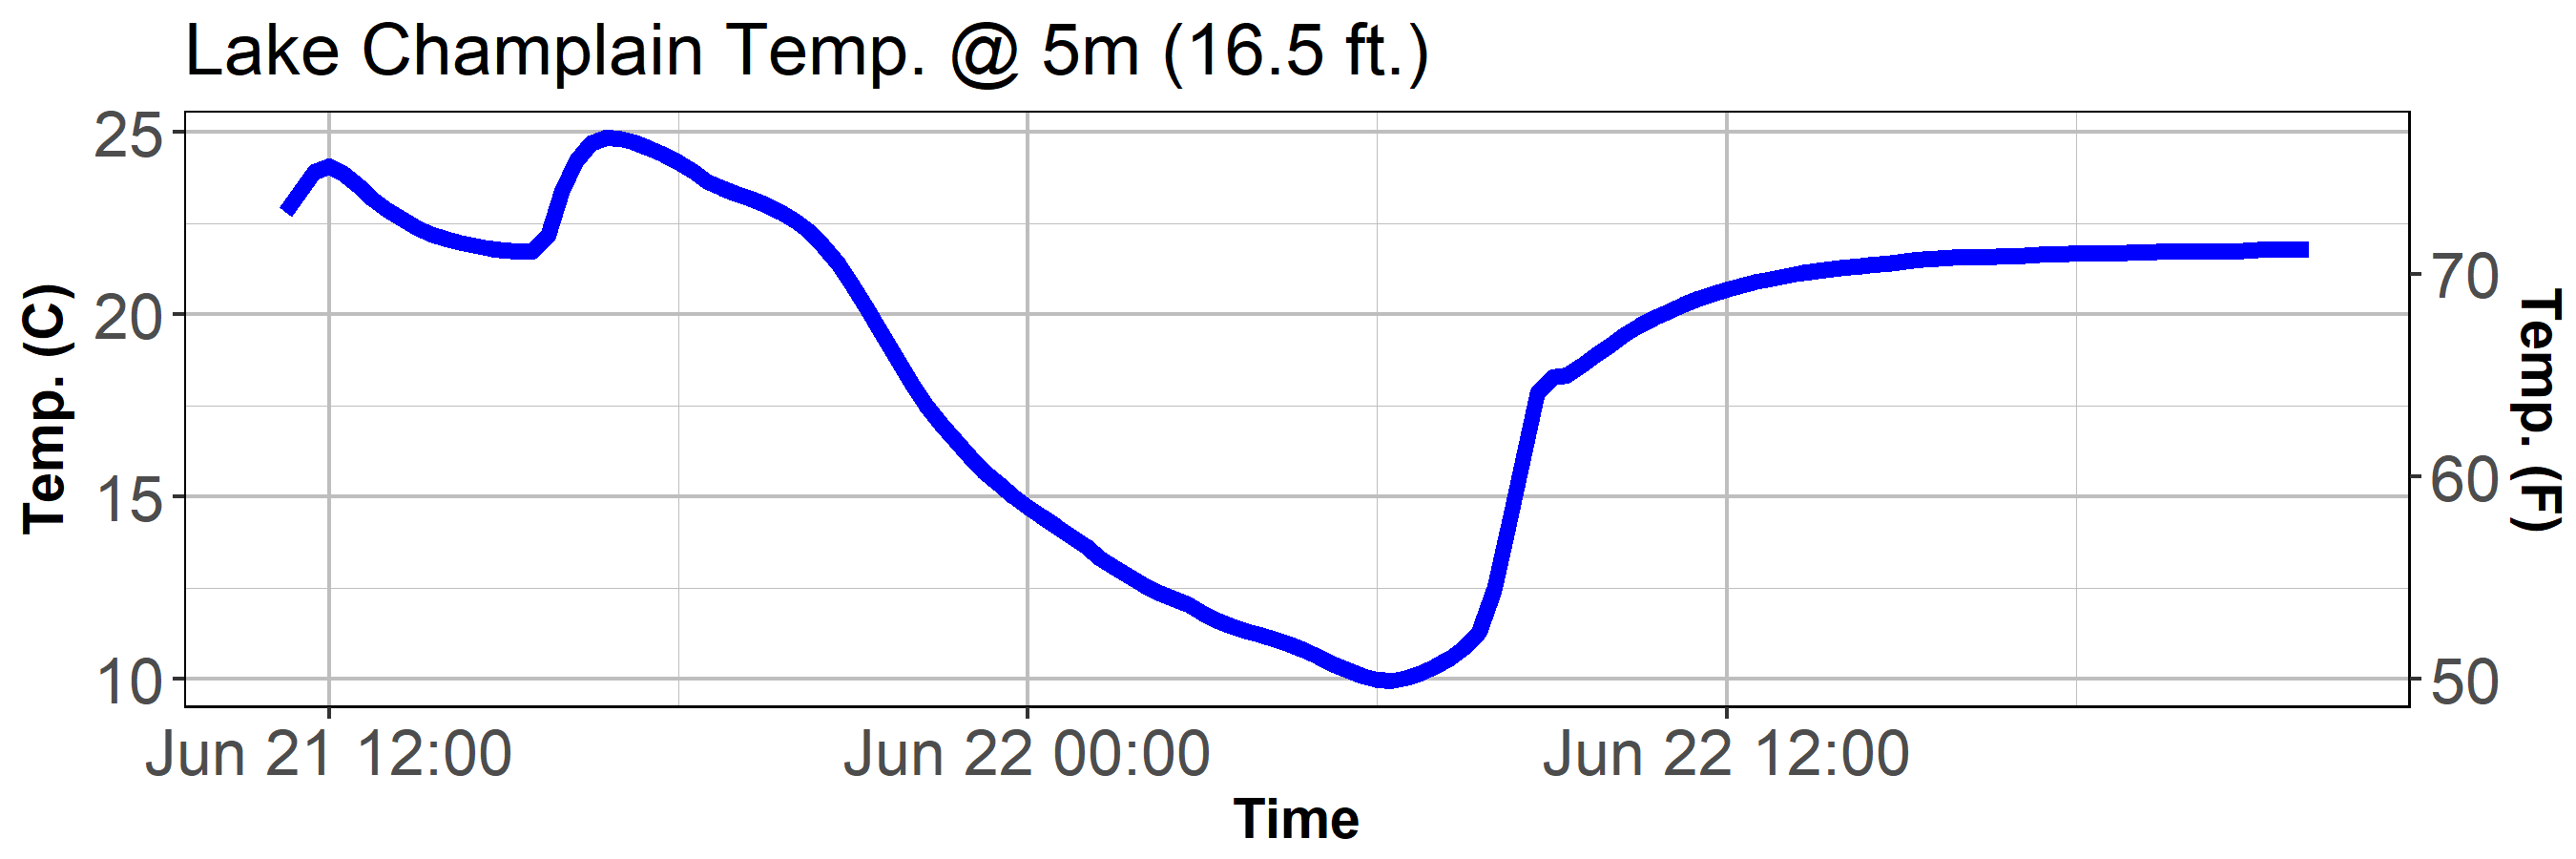 Lake Champlain Temp. @ 5m (16.5 ft.)
Temp. (C)
25
20
15
10
70
60
50
Temp. (F)
Jun 21 12:00
Jun 22 00:00
Jun 22 12:00
Time